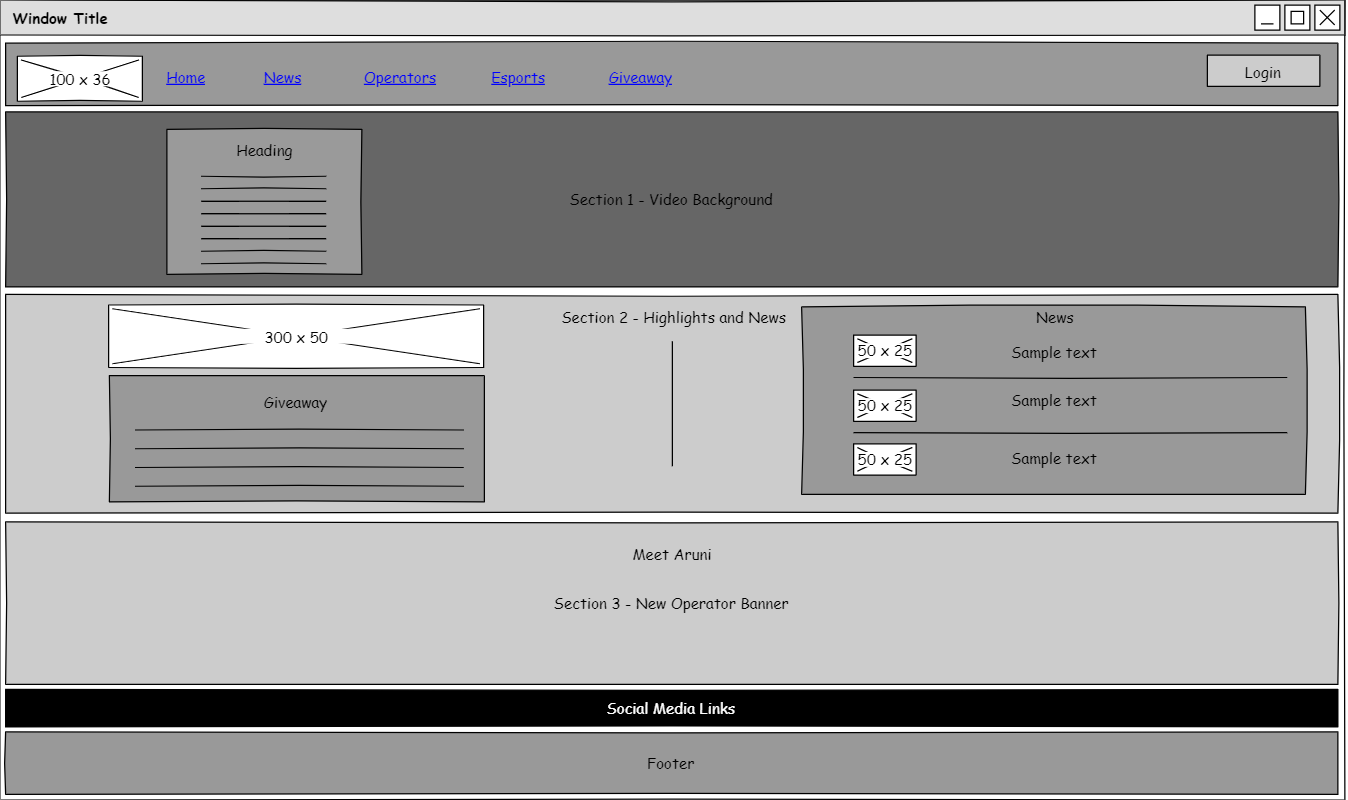 Window Title
100 x 36
Home
News
Operators
Esports
Giveaway
Login
Heading
Section 1 - Video Background
300 x 50
Giveaway
Section 2 - Highlights and News
News
50 x 25
Sample text
50 x 25
Sample text
50 x 25
Sample text
Meet Aruni
Section 3 - New Operator Banner
Social Media Links
Footer